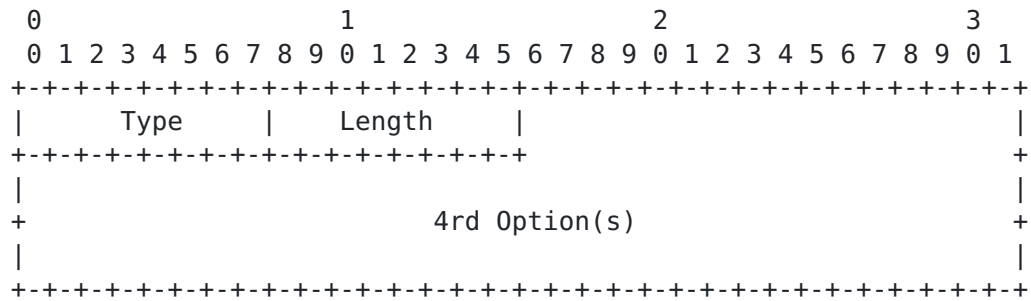 0                   1                   2                   3
 0 1 2 3 4 5 6 7 8 9 0 1 2 3 4 5 6 7 8 9 0 1 2 3 4 5 6 7 8 9 0 1
+-+-+-+-+-+-+-+-+-+-+-+-+-+-+-+-+-+-+-+-+-+-+-+-+-+-+-+-+-+-+-+-+
|      Type     |    Length     |                               |
+-+-+-+-+-+-+-+-+-+-+-+-+-+-+-+-+                               +
|                                                               |
+                          4rd Option(s)                        +
|                                                               |
+-+-+-+-+-+-+-+-+-+-+-+-+-+-+-+-+-+-+-+-+-+-+-+-+-+-+-+-+-+-+-+-+